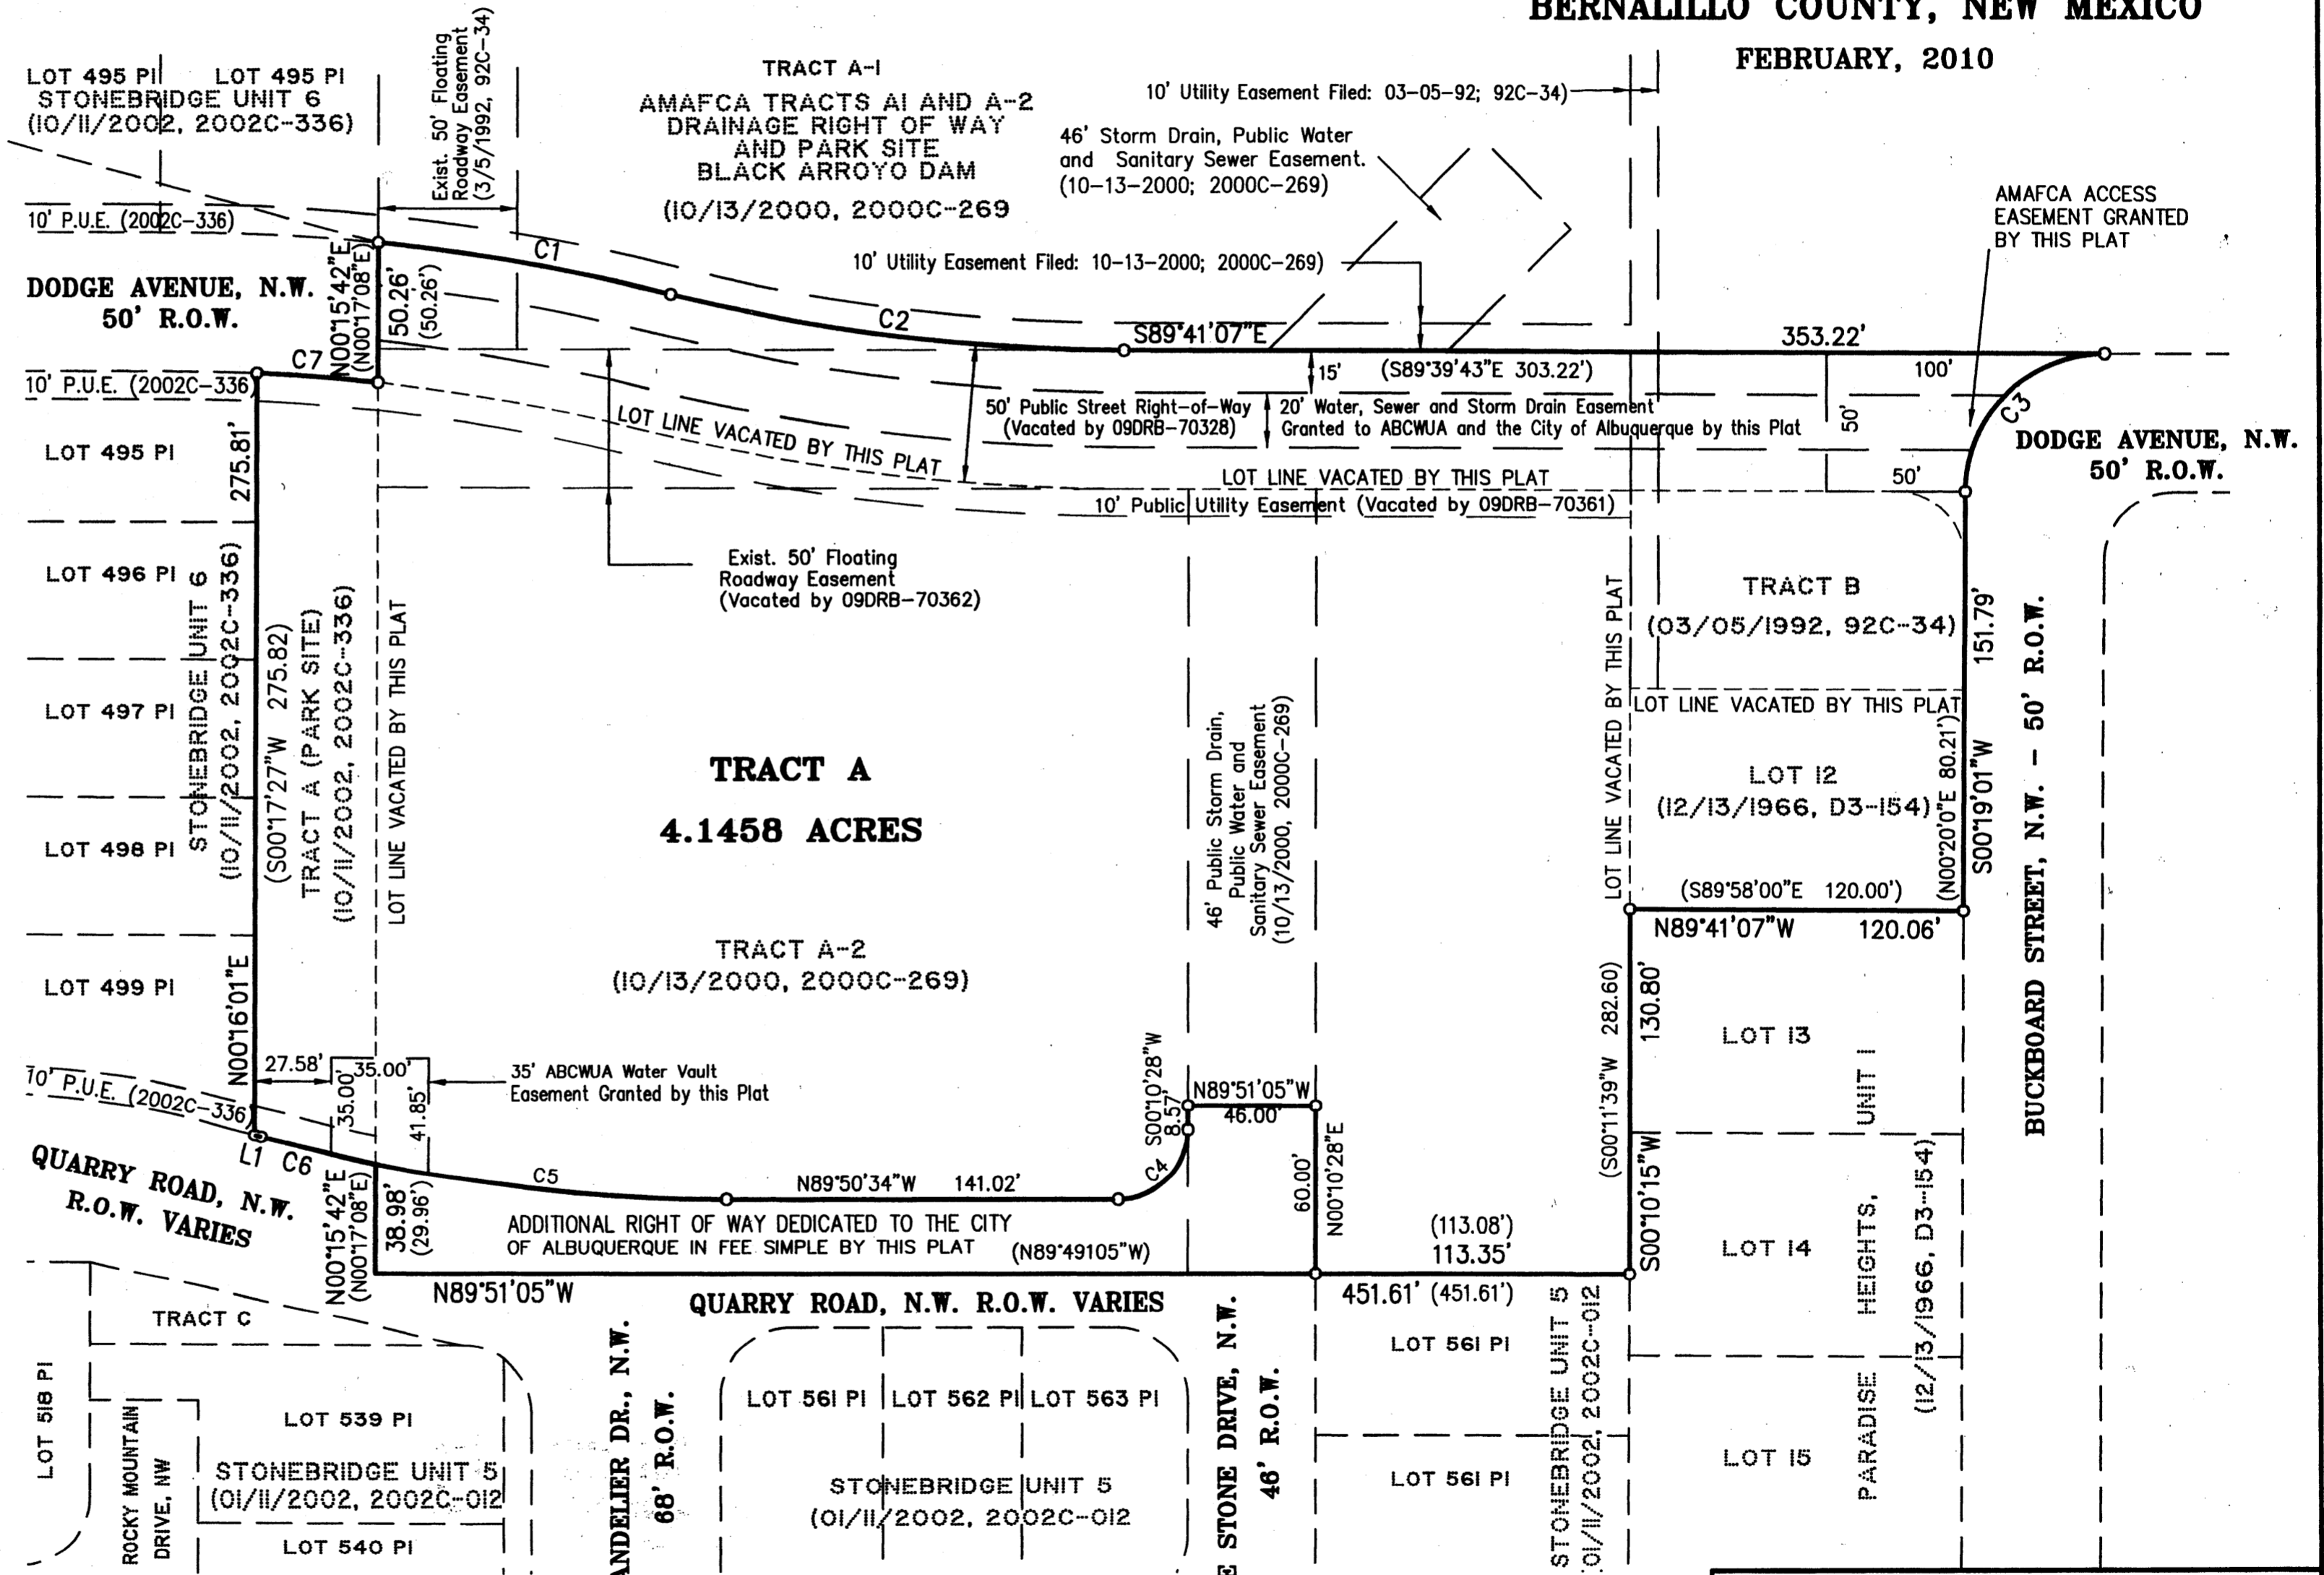 BERNALILLO COUNTY, NEW MEXICO
FEBRUARY, 2010
LOT 495 PI
LOT 495 PI
STONEBRIDGE UNIT 6
(10/11/2002, 2002C-336)
Exist. 50' Floating
Roadway Easement
(3/5/1992, 92C-34)
TRACT A-1
AMAFCA TRACTS A1 AND A-2
DRAINAGE RIGHT OF WAY
AND PARK SITE
BLACK ARROYO DAM
(10/13/2000, 2000C-269
10' Utility Easement Filed: 03-05-92; 92C-34)
46' Storm Drain, Public Water
and Sanitary Sewer Easement.
(10-13-2000; 2000C-269)
AMAFCA ACCESS
EASEMENT GRANTED
BY THIS PLAT
10' P.U.E. (2002C-336)
10' Utility Easement Filed: 10-13-2000; 2000C-269)
DODGE AVENUE, N.W.
50' R.O.W.
N00°15'42"E
(N00°17'08"E)
50.26'
(50.26')
C1
C2
S89°41'07"E
353.22'
(S89°39'43"E 303.22')
15'
100'
50'
50'
C3
C7
10' P.U.E. (2002C-336)
50' Public Street Right-of-Way
(Vacated by 09DRB-70328)
20' Water, Sewer and Storm Drain Easement
Granted to ABCWUA and the City of Albuquerque by this Plat
DODGE AVENUE, N.W.
50' R.O.W.
LOT LINE VACATED BY THIS PLAT
LOT LINE VACATED BY THIS PLAT
10' Public Utility Easement (Vacated by 09DRB-70361)
LOT 495 PI
275.81'
LOT 496 PI
LOT 497 PI
LOT 498 PI
LOT 499 PI
STONEBRIDGE UNIT 6
(10/11/2002, 2002C-336)
(S00°17'27"W 275.82)
TRACT A (PARK SITE)
(10/11/2002, 2002C-336)
LOT LINE VACATED BY THIS PLAT
N00°16'01"E
Exist. 50' Floating
Roadway Easement
(Vacated by 09DRB-70362)
TRACT A
4.1458 ACRES
TRACT A-2
(10/13/2000, 2000C-269)
46' Public Storm Drain,
Public Water and
Sanitary Sewer Easement
(10/13/2000, 2000C-269)
LOT LINE VACATED BY THIS PLAT
TRACT B
(03/05/1992, 92C-34)
LOT LINE VACATED BY THIS PLAT
LOT 12
(12/13/1966, D3-154)
(N00°20'0"E 80.21')
151.79'
S00°19'01"W
BUCKBOARD STREET, N.W. - 50' R.O.W.
(S89°58'00"E 120.00')
N89°41'07"W 120.06'
(S00°11'39"W 282.60)
130.80'
S00°10'15"W
LOT 13
LOT 14
LOT 15
PARADISE HEIGHTS, UNIT I
(12/13/1966, D3-154)
10' P.U.E. (2002C-336)
27.58'
35.00'
35.00'
41.85'
35' ABCWUA Water Vault
Easement Granted by this Plat
L1
C6
C5
N89°50'34"W 141.02'
C4
S00°10'28"W
8.57'
N89°51'05"W
46.00'
60.00'
N00°10'28"E
QUARRY ROAD, N.W.
R.O.W. VARIES
N00°15'42"E
(N00°17'08"E)
38.98'
(29.96')
ADDITIONAL RIGHT OF WAY DEDICATED TO THE CITY
OF ALBUQUERQUE IN FEE SIMPLE BY THIS PLAT
(N89°49105"W)
(113.08')
113.35'
N89°51'05"W
451.61' (451.61')
QUARRY ROAD, N.W. R.O.W. VARIES
TRACT C
LOT 518 PI
ROCKY MOUNTAIN
DRIVE, NW
LOT 539 PI
STONEBRIDGE UNIT 5
(01/11/2002, 2002C-012
LOT 540 PI
ANDELIER DR., N.W.
68' R.O.W.
LOT 561 PI
LOT 562 PI
LOT 563 PI
STONEBRIDGE UNIT 5
(01/11/2002, 2002C-012
E STONE DRIVE, N.W.
46' R.O.W.
LOT 561 PI
LOT 561 PI
STONEBRIDGE UNIT 5
01/11/2002, 2002C-012